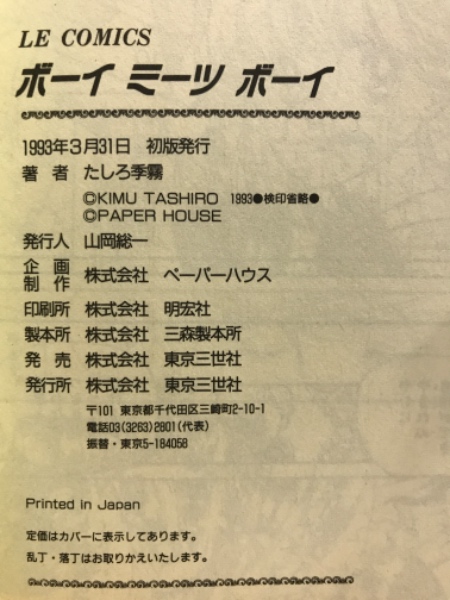 LE COMICS
ボーイ ミーツ ボーイ
1993年3月31日 初版発行
著者 たしろ季霧
©KIMU TASHIRO 1993●検印省略●
©PAPER HOUSE
発行人 山岡総一
企画制作 株式会社 ペーパーハウス
印刷所 株式会社 明宏社
製本所 株式会社 三森製本所
発売 株式会社 東京三世社
発行所 株式会社 東京三世社
〒101 東京都千代田区三崎町2-10-1
電話03(3263)2801(代表)
振替・東京5-184058
Printed in Japan
定価はカバーに表示してあります。
乱丁・落丁はお取りかえいたします。